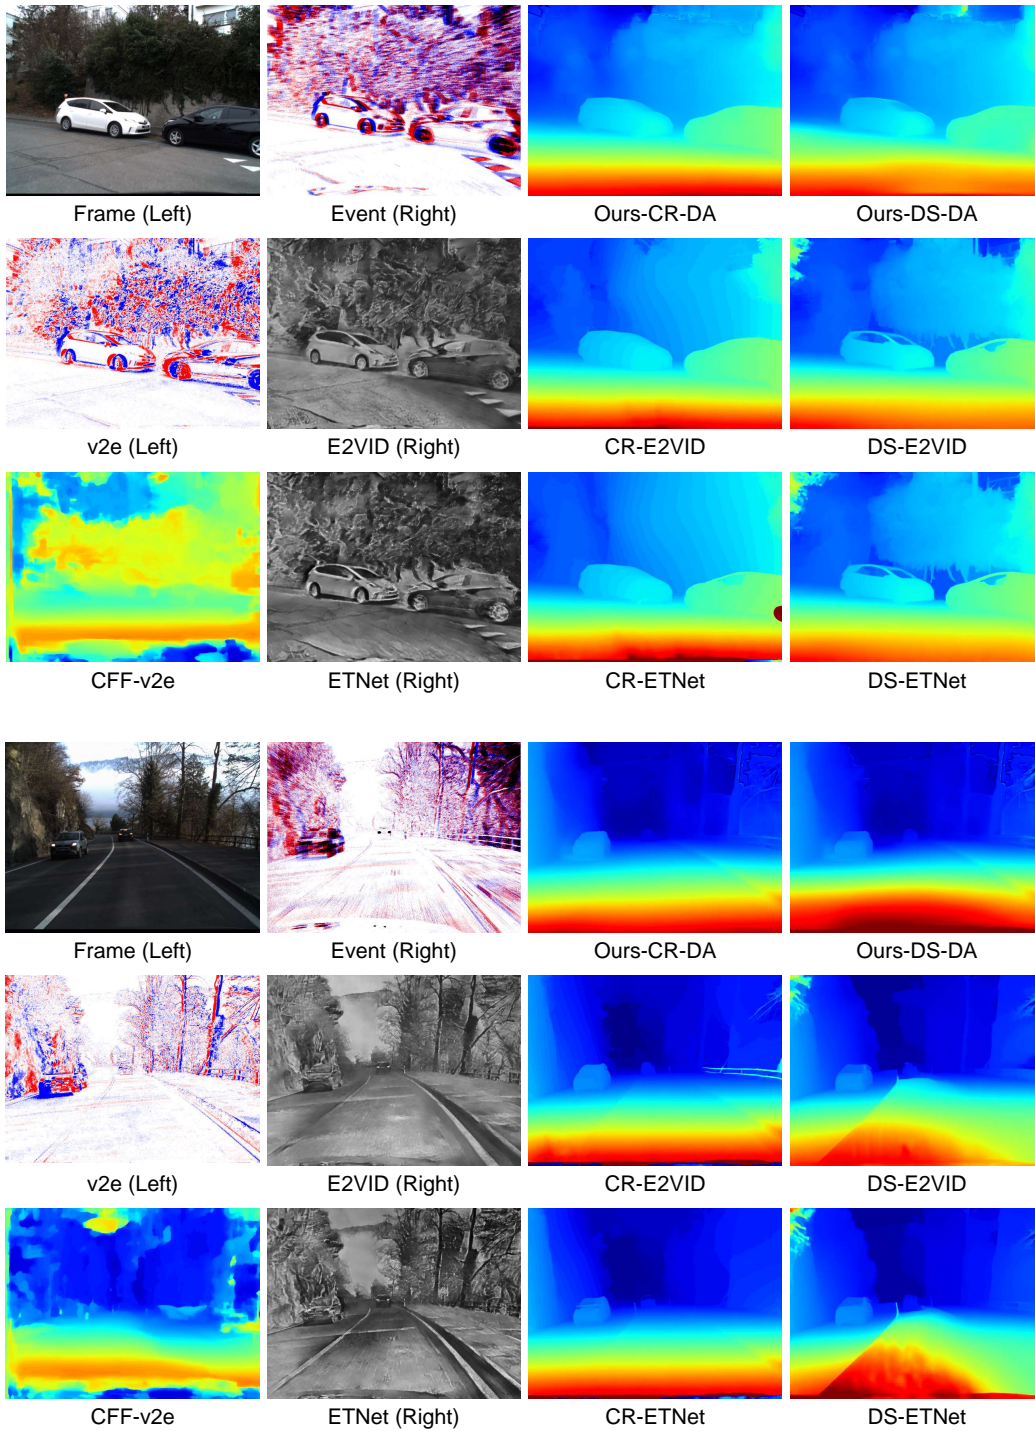 Frame (Left) Event (Right) Ours-CR-DA Ours-DS-DA
v2e (Left) E2VID (Right) CR-E2VID DS-E2VID
CFF-v2e ETNet (Right) CR-ETNet DS-ETNet
Frame (Left) Event (Right) Ours-CR-DA Ours-DS-DA
v2e (Left) E2VID (Right) CR-E2VID DS-E2VID
CFF-v2e ETNet (Right) CR-ETNet DS-ETNet